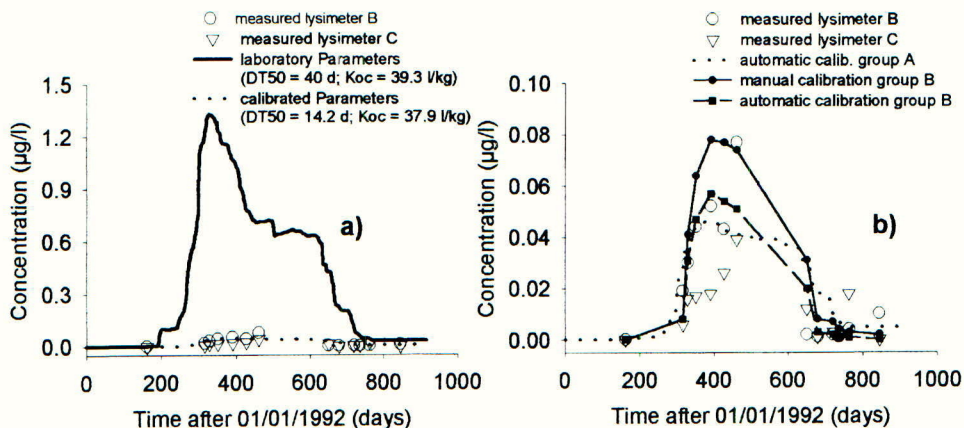 measured lysimeter B
measured lysimeter C
laboratory Parameters
(DT50 = 40 d; Koc = 39.3 l/kg)
calibrated Parameters
(DT50 = 14.2 d; Koc = 37.9 l/kg)
1.5
1.2
0.9
0.6
0.3
0.0
Concentration (µg/l)
a)
0 200 400 600 800 1000
Time after 01/01/1992 (days)
measured lysimeter B
measured lysimeter C
automatic calib. group A
manual calibration group B
automatic calibration group B
0.10
0.08
0.06
0.04
0.02
0.00
Concentration (µg/l)
b)
0 200 400 600 800 1000
Time after 01/01/1992 (days)